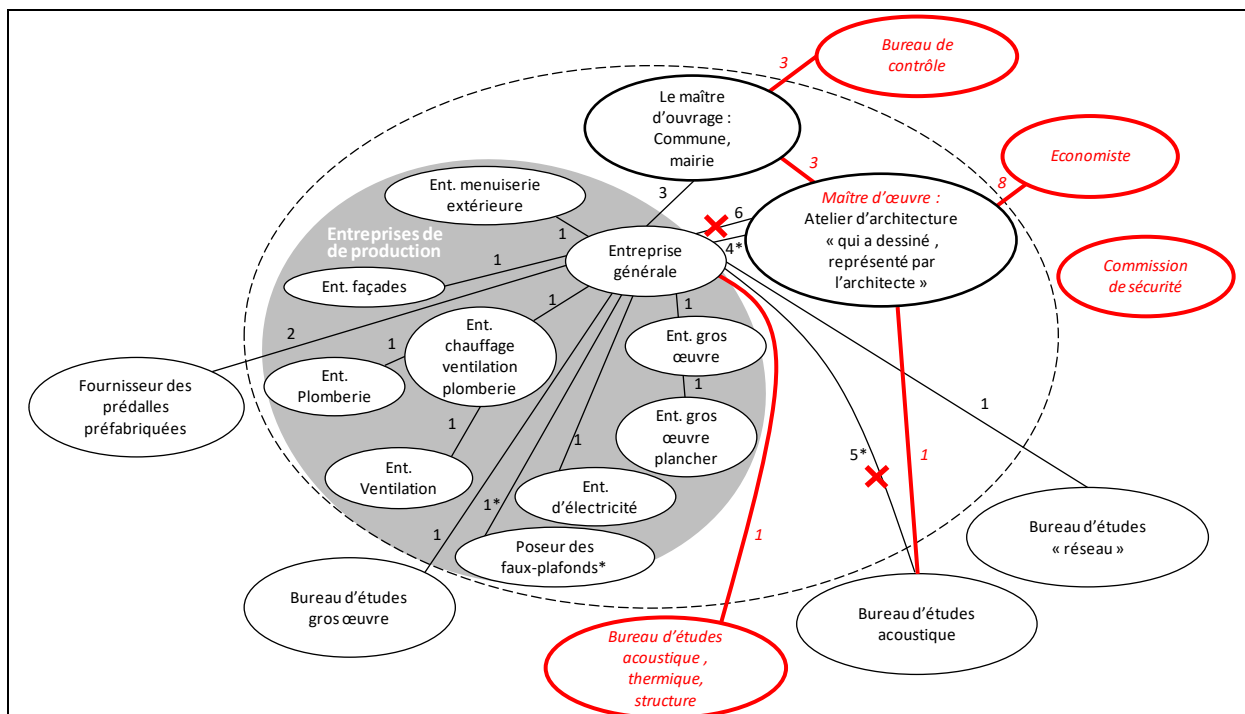 Bureau de
contrôle
3
Le maître
d’ouvrage :
Commune,
mairie
Economiste
3
8
3
Ent. menuiserie
extérieure
6
Maître d’œuvre :
Atelier d’architecture
« qui a dessiné ,
représenté par
l’architecte »
Entreprises de
de production
1
4*
Entreprise
générale
1
Commission
de sécurité
Ent. façades
1
1
2
Ent.
chauffage
ventilation
plomberie
Ent. gros
œuvre
1
Ent.
Plomberie
Fournisseur des
prédalles
préfabriquées
1
1
Ent. gros
œuvre
plancher
1
1
5*
1
Ent.
Ventilation
Ent.
d’électricité
1*
1
1
Poseur des
faux-plafonds*
Bureau d’études
« réseau »
Bureau d’études
gros œuvre
Bureau d’études
acoustique
Bureau d’études
acoustique ,
thermique,
structure